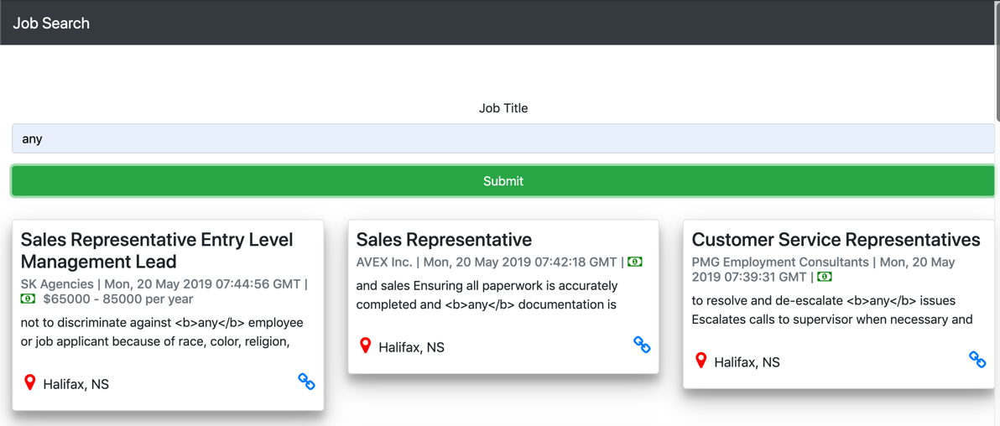 Job Search
Job Title
any
Submit
Sales Representative Entry Level
Management Lead
SK Agencies | Mon, 20 May 2019 07:44:56 GMT |
$65000 - 85000 per year
not to discriminate against <b>any</b> employee
or job applicant because of race, color, religion,
Halifax, NS
Sales Representative
AVEX Inc. | Mon, 20 May 2019 07:42:18 GMT |
and sales Ensuring all paperwork is accurately
completed and <b>any</b> documentation is
Halifax, NS
Customer Service Representatives
PMG Employment Consultants | Mon, 20 May
2019 07:39:31 GMT |
to resolve and de-escalate <b>any</b> issues
Escalates calls to supervisor when necessary and
Halifax, NS